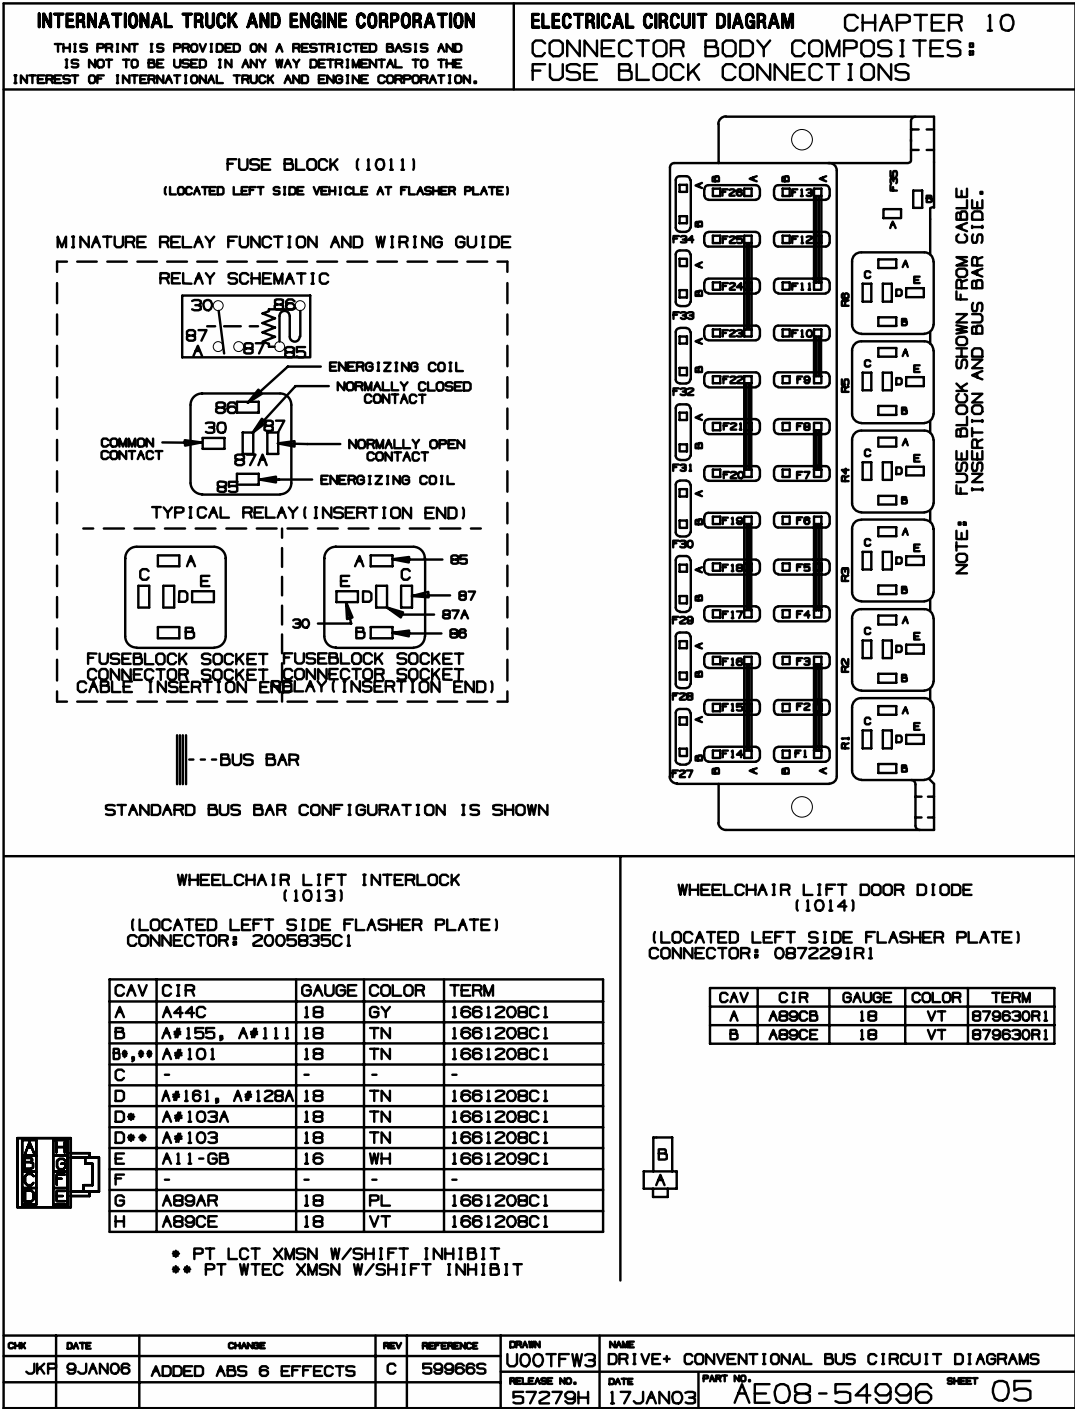 INTERNATIONAL TRUCK AND ENGINE CORPORATION
THIS PRINT IS PROVIDED ON A RESTRICTED BASIS AND
IS NOT TO BE USED IN ANY WAY DETRIMENTAL TO THE
INTEREST OF INTERNATIONAL TRUCK AND ENGINE CORPORATION.
ELECTRICAL CIRCUIT DIAGRAM CHAPTER 10
CONNECTOR BODY COMPOSITES:
FUSE BLOCK CONNECTIONS
FUSE BLOCK (1011)
(LOCATED LEFT SIDE VEHICLE AT FLASHER PLATE)
MINATURE RELAY FUNCTION AND WIRING GUIDE
RELAY SCHEMATIC
30 86
87
A 87 85
ENERGIZING COIL
NORMALLY CLOSED
CONTACT
86
30 87
COMMON
CONTACT
NORMALLY OPEN
CONTACT
87A
85 ENERGIZING COIL
TYPICAL RELAY(INSERTION END)
A
C E
D
B
A 85
E C
D 87
87A
30
B 86
FUSEBLOCK SOCKET
CONNECTOR SOCKET
CABLE INSERTION END
FUSEBLOCK SOCKET
CONNECTOR SOCKET
RELAY(INSERTION END)
---BUS BAR
STANDARD BUS BAR CONFIGURATION IS SHOWN
B A B A
A B F34
A B F33
A B F32
A B F31
A B F30
A B F29
A B F28
A B F27
F26 F13
F25 F12
F24 F11
F23 F10
F22 F9
F21 F8
F20 F7
F19 F6
F18 F5
F17 F4
F16 F3
F15 F2
F14 F1
B A B A
F35
B
A
R6 A C E D B
R5 A C E D B
R4 A C E D B
R3 A C E D B
R2 A C E D B
R1 A C E D B
NOTE: FUSE BLOCK SHOWN FROM CABLE
INSERTION AND BUS BAR SIDE.
WHEELCHAIR LIFT INTERLOCK
(1013)
(LOCATED LEFT SIDE FLASHER PLATE)
CONNECTOR: 2005835C1
CAV CIR GAUGE COLOR TERM
A A44C 18 GY 1661208C1
B A#155, A#111 18 TN 1661208C1
B*,** A#101 18 TN 1661208C1
C - - - -
D A#161, A#128A 18 TN 1661208C1
D* A#103A 18 TN 1661208C1
D** A#103 18 TN 1661208C1
E A11-GB 16 WH 1661209C1
F - - - -
G A89AR 18 PL 1661208C1
H A89CE 18 VT 1661208C1
A H
B G
C F
D E
* PT LCT XMSN W/SHIFT INHIBIT
** PT WTEC XMSN W/SHIFT INHIBIT
WHEELCHAIR LIFT DOOR DIODE
(1014)
(LOCATED LEFT SIDE FLASHER PLATE)
CONNECTOR: 0872291R1
CAV CIR GAUGE COLOR TERM
A A89CB 18 VT 879630R1
B A89CE 18 VT 879630R1
B
A
CHK DATE CHANGE REV REFERENCE
JKP 9JAN06 ADDED ABS 6 EFFECTS C 59966S
DRAWN
U00TFW3
NAME
DRIVE+ CONVENTIONAL BUS CIRCUIT DIAGRAMS
RELEASE NO.
57279H
DATE
17JAN03
PART NO.
AE08-54996
SHEET 05